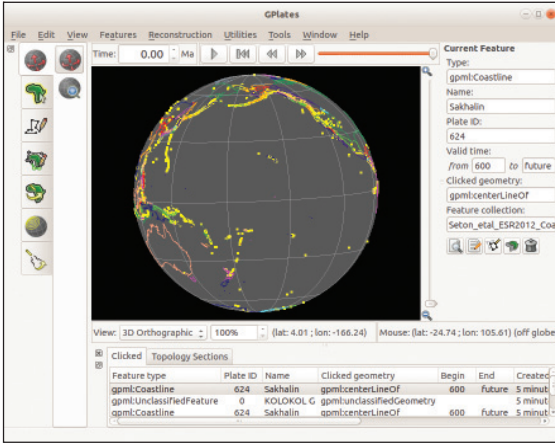 GPlates
File Edit View Features Reconstruction Utilities Tools Window Help
Time: 0.00 Ma
Current Feature
Type:
gpml:Coastline
Name:
Sakhalin
Plate ID:
624
Valid time:
from 600 to future
Clicked geometry:
gpml:centerLineOf
Feature collection:
Seton_etal_ESR2012_Coa
View: 3D Orthographic 100% (lat: 4.01 ; lon: -166.24) Mouse: (lat: -24.74 ; lon: 105.61) (off globe
Clicked Topology Sections
Feature type Plate ID Name Clicked geometry Begin End Created
gpml:Coastline 624 Sakhalin gpml:centerLineOf 600 future 5 minut
gpml:UnclassifiedFeature 0 KOLOKOL G gpml:unclassifiedGeometry 5 minut
gpml:Coastline 624 Sakhalin gpml:centerLineOf 600 future 5 minut